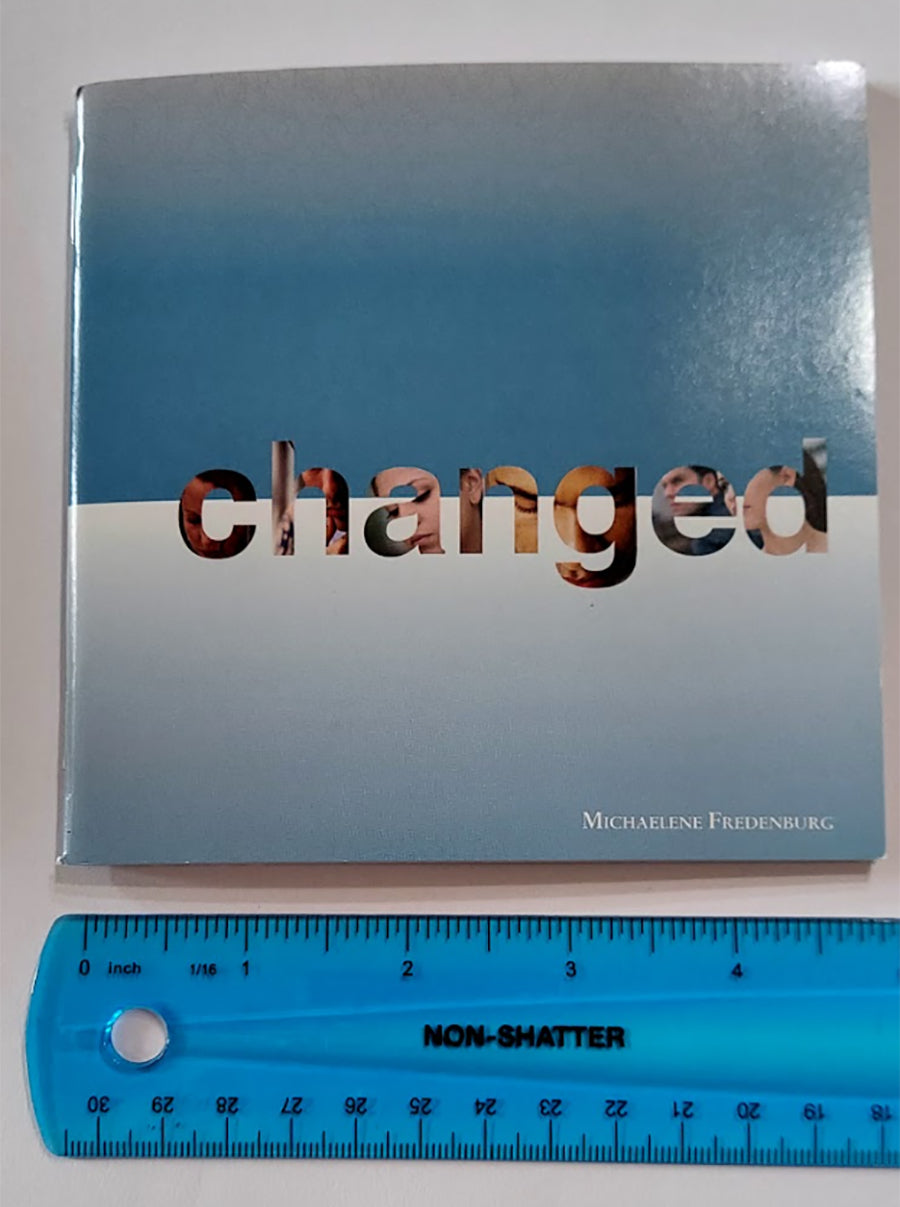 changed
MICHAELENE FREDENBURG
0 inch 1/16 1 2 3 4
NON-SHATTER
30 29 28 27 26 25 24 23 22 21 20 19 18